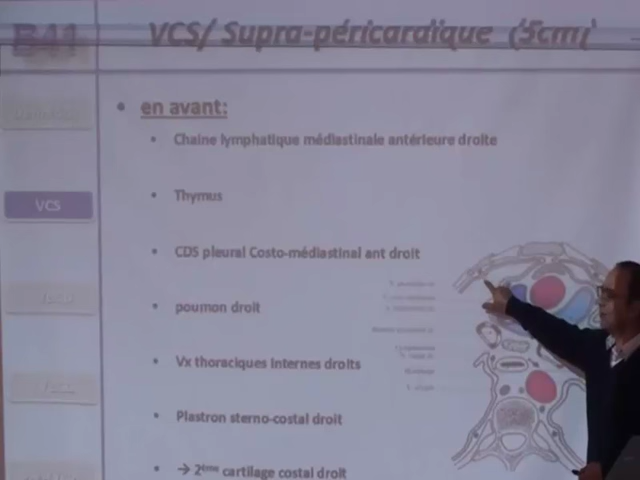 B41
VCS/ Supra-péricardique (5cm)
en avant:
Chaine lymphatique médiastinale antérieure droite
VCS
Thymus
CDS pleural Costo-médiastinal ant droit
poumon droit
Vx thoraciques internes droits
Plastron sterno-costal droit
→ 2ème cartilage costal droit